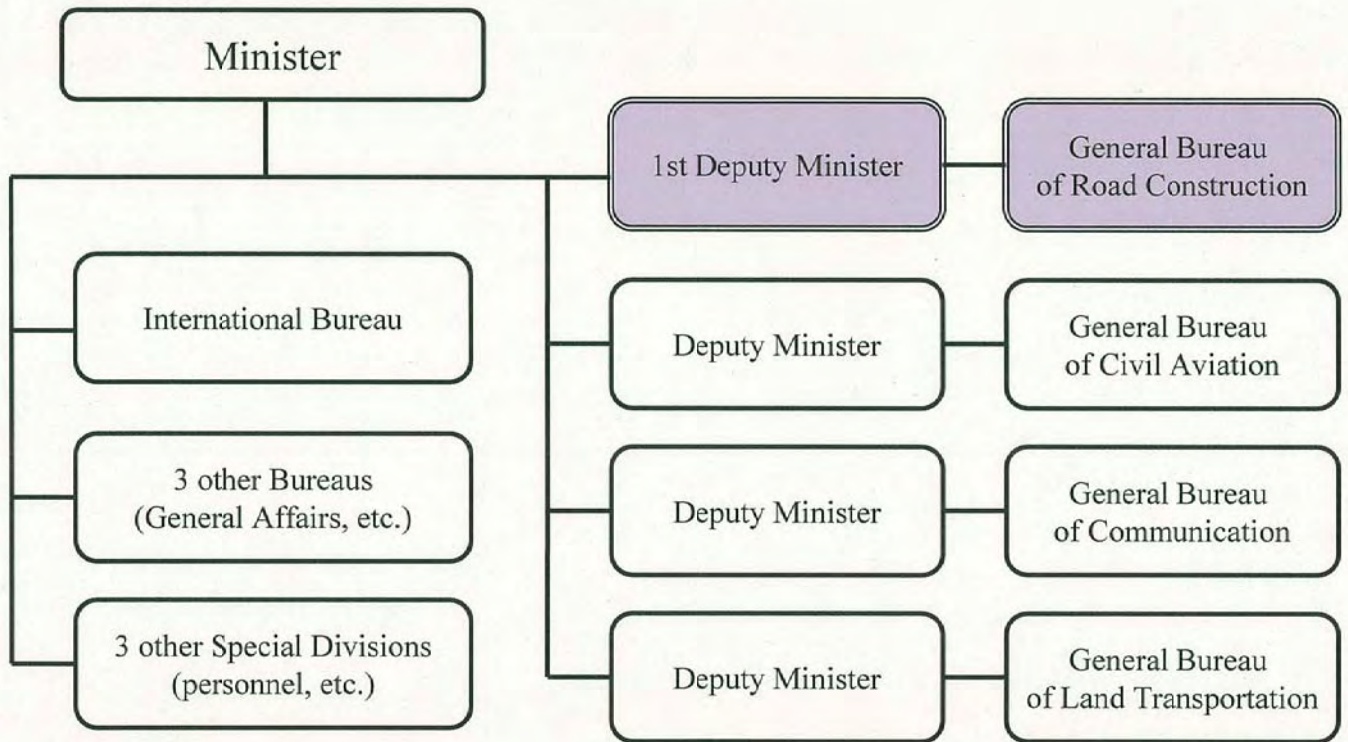 Minister
1st Deputy Minister
General Bureau
of Road Construction
International Bureau
Deputy Minister
General Bureau
of Civil Aviation
3 other Bureaus
(General Affairs, etc.)
Deputy Minister
General Bureau
of Communication
3 other Special Divisions
(personnel, etc.)
Deputy Minister
General Bureau
of Land Transportation